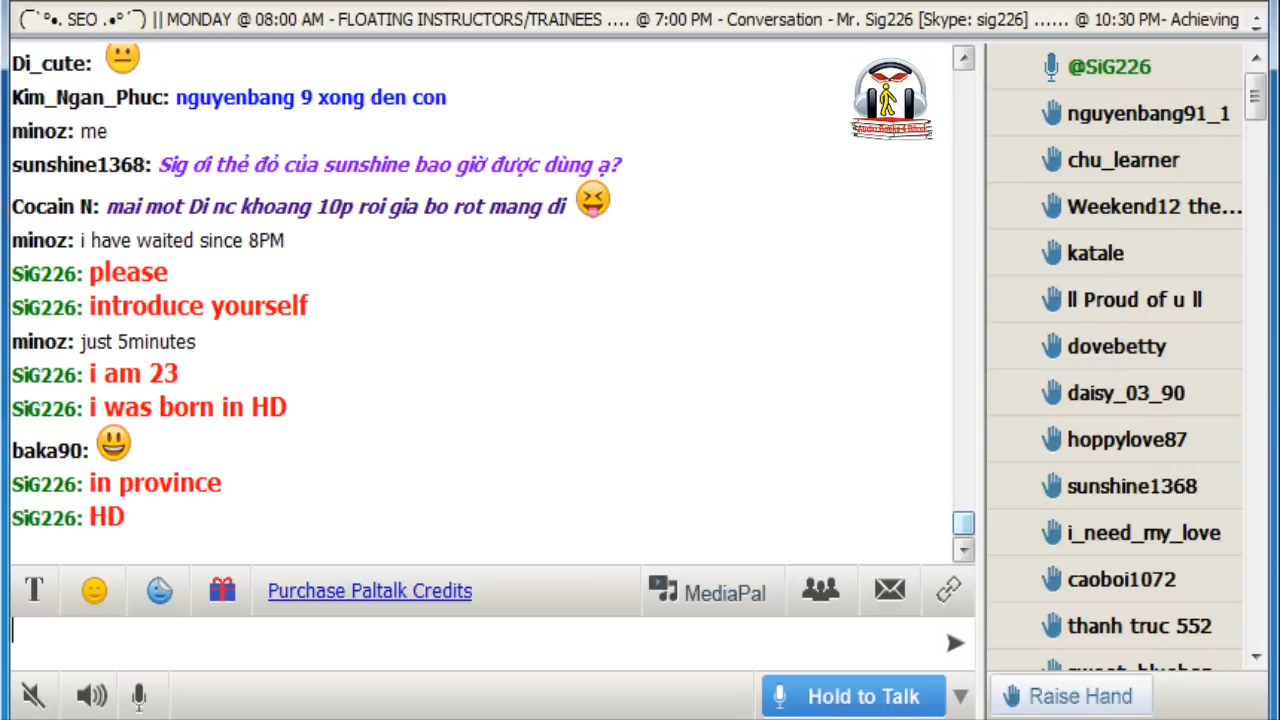 (¯`º•. SEO .•º´¯) || MONDAY @ 08:00 AM - FLOATING INSTRUCTORS/TRAINEES .... @ 7:00 PM - Conversation - Mr. Sig226 [Skype: sig226] ...... @ 10:30 PM- Achieving
Di_cute:
Kim_Ngan_Phuc: nguyenbang 9 xong den con
minoz: me
sunshine1368: Sig ơi thẻ đỏ của sunshine bao giờ được dùng ạ?
Cocain N: mai mot Di nc khoang 10p roi gia bo rot mang di
minoz: i have waited since 8PM
SiG226: please
SiG226: introduce yourself
minoz: just 5minutes
SiG226: i am 23
SiG226: i was born in HD
baka90:
SiG226: in province
SiG226: HD
T
Purchase Paltalk Credits
MediaPal
Hold to Talk
@SiG226
nguyenbang91_1
chu_learner
Weekend12 the...
katale
ll Proud of u ll
dovebetty
daisy_03_90
hoppylove87
sunshine1368
i_need_my_love
caoboi1072
thanh truc 552
Raise Hand